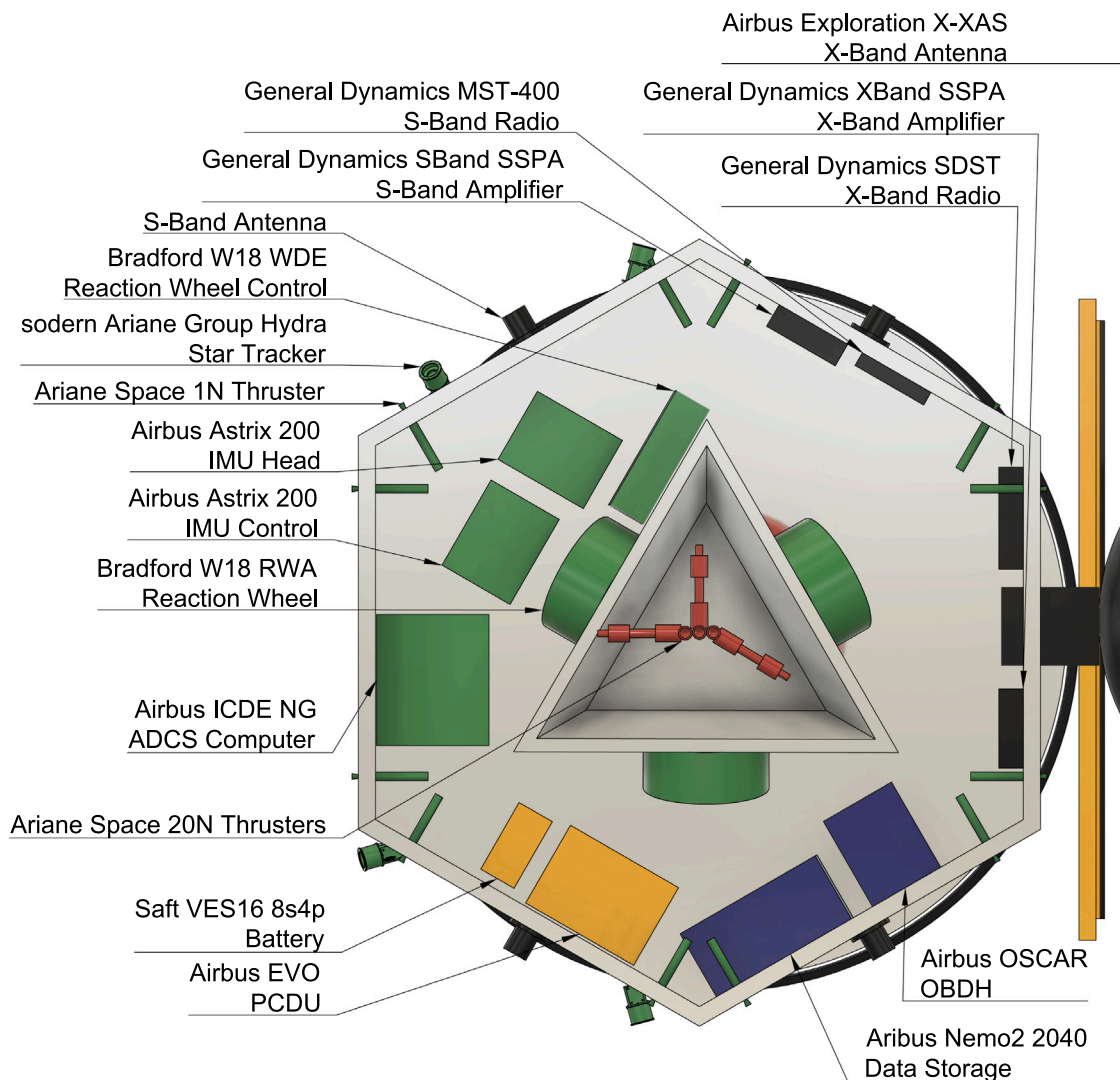 Airbus Exploration X-XAS
X-Band Antenna
General Dynamics MST-400
S-Band Radio
General Dynamics XBand SSPA
X-Band Amplifier
General Dynamics SBand SSPA
S-Band Amplifier
General Dynamics SDST
X-Band Radio
S-Band Antenna
Bradford W18 WDE
Reaction Wheel Control
sodern Ariane Group Hydra
Star Tracker
Ariane Space 1N Thruster
Airbus Astrix 200
IMU Head
Airbus Astrix 200
IMU Control
Bradford W18 RWA
Reaction Wheel
Airbus ICDE NG
ADCS Computer
Ariane Space 20N Thrusters
Saft VES16 8s4p
Battery
Airbus EVO
PCDU
Airbus OSCAR
OBDH
Aribus Nemo2 2040
Data Storage